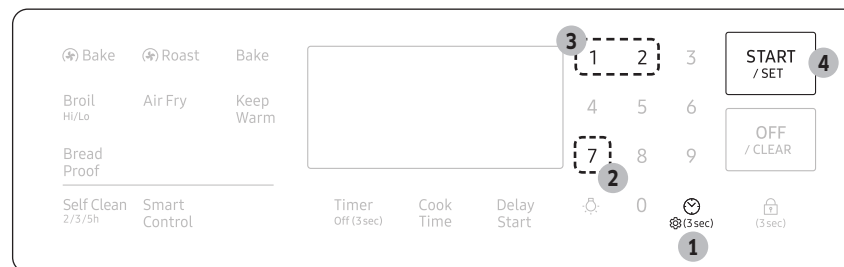 Bake Roast Bake 3 1 2 3 START 4
/ SET
Broil Air Fry Keep 4 5 6
Hi/Lo Warm
OFF
/ CLEAR
Bread 7 8 9
Proof 2
Self Clean Smart Timer Cook Delay 0
2/3/5h Control Off (3 sec) Time Start (3 sec) (3 sec)
1